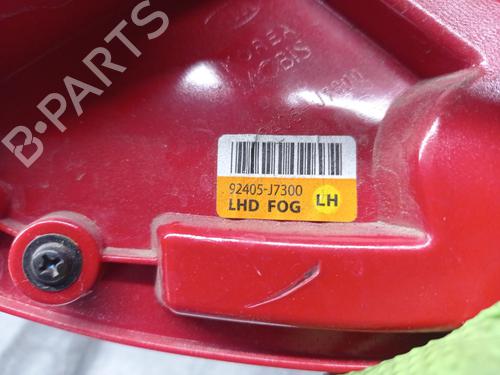 B-PARTS
KOREA
MOBIS
92405-J7300
LHD FOG LH